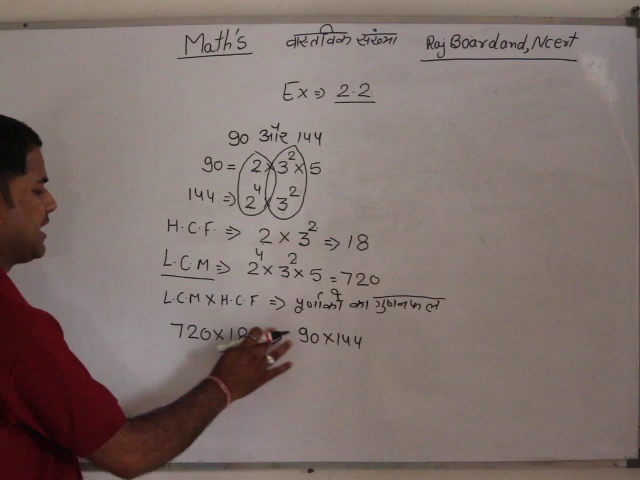 Math's वास्तविक संख्या Raj Board and, Ncert
Ex ⇒ 2.2
90 और 144
90 = 2 × 3² × 5
144 ⇒ 2⁴ × 3²
H.C.F. ⇒ 2 × 3² ⇒ 18
L.C.M ⇒ 2⁴ × 3² × 5 = 720
L.C.M × H.C.F ⇒ पूर्णांकों का गुणनफल
720×18 90×144